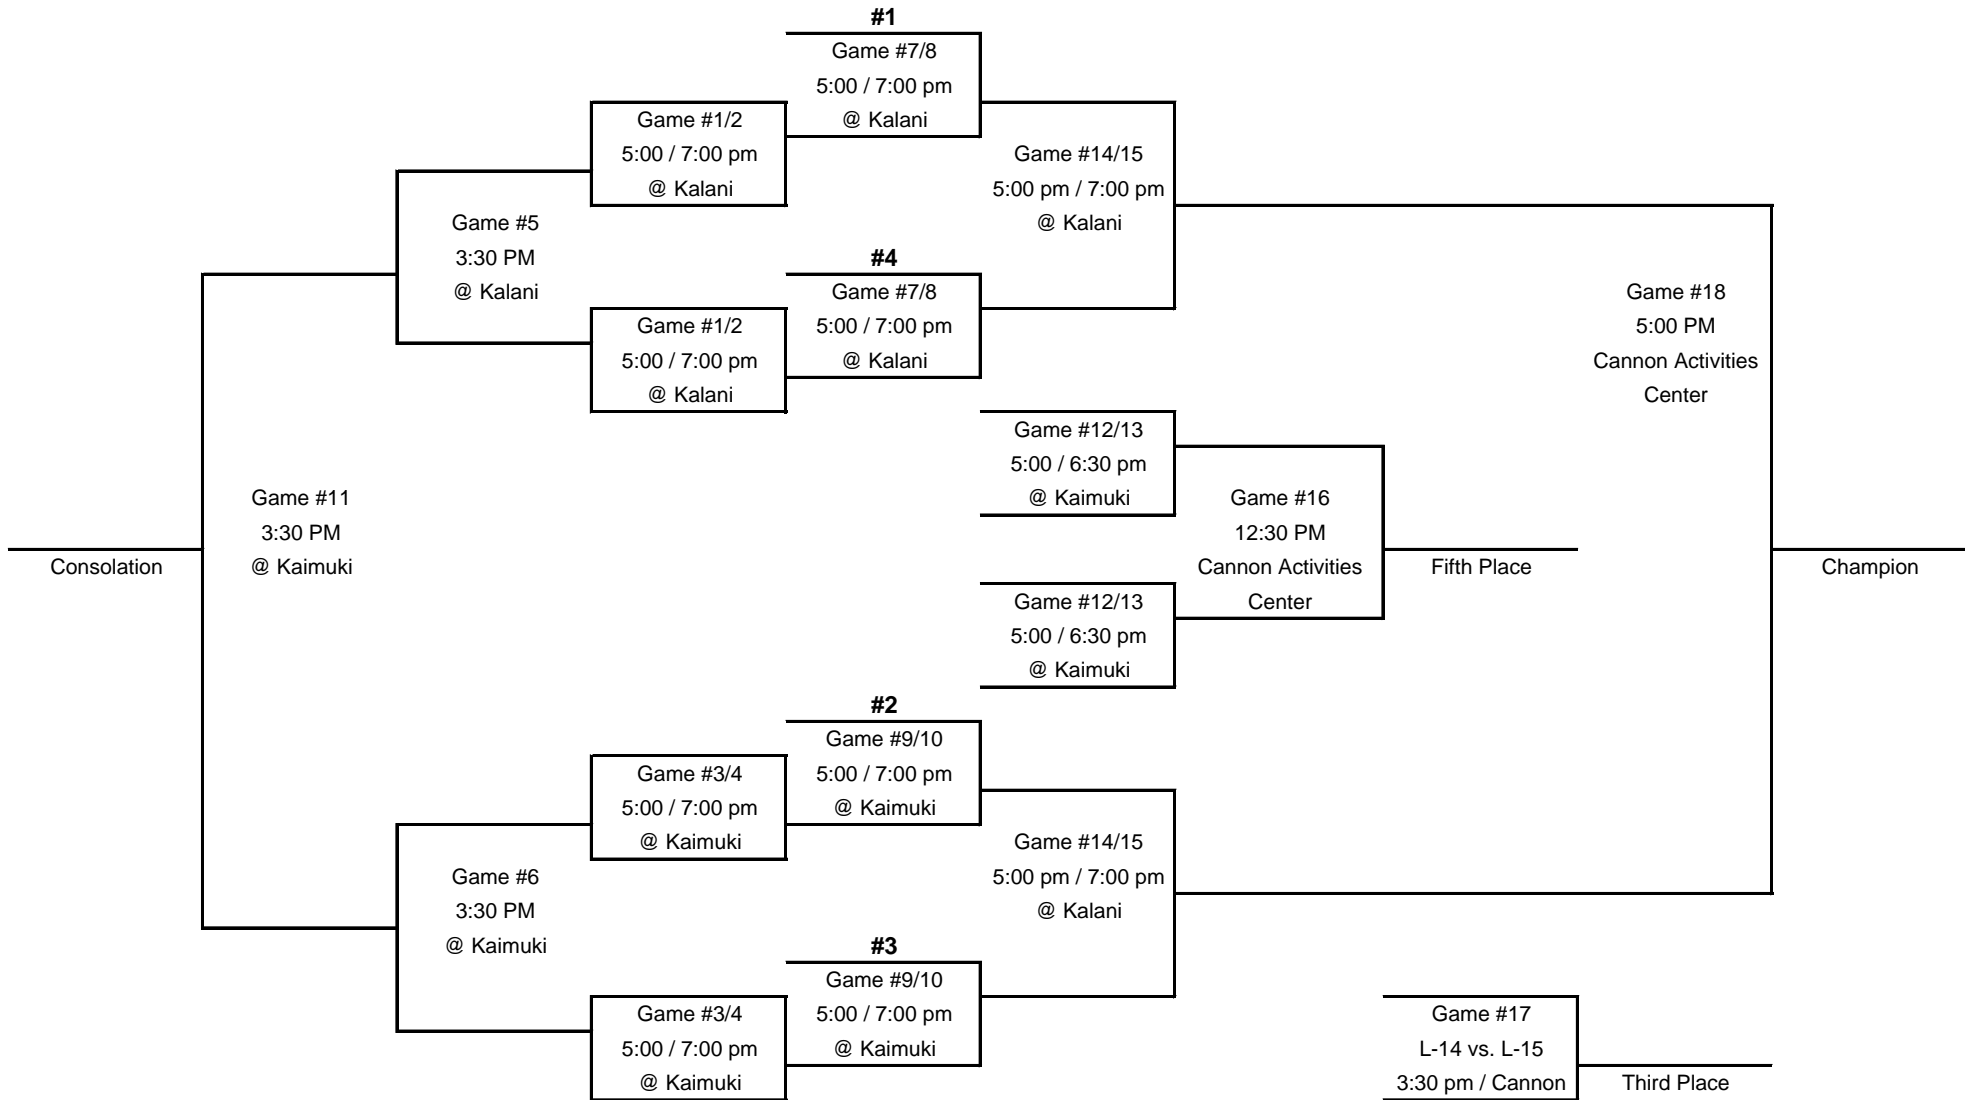 #1
Game #7/8
5:00 / 7:00 pm
@ Kalani
Game #1/2
5:00 / 7:00 pm
@ Kalani
Game #14/15
5:00 pm / 7:00 pm
@ Kalani
Game #5
3:30 PM
@ Kalani
#4
Game #7/8
5:00 / 7:00 pm
@ Kalani
Game #1/2
5:00 / 7:00 pm
@ Kalani
Game #18
5:00 PM
Cannon Activities
Center
Game #12/13
5:00 / 6:30 pm
@ Kaimuki
Game #11
3:30 PM
@ Kaimuki
Consolation
Game #16
12:30 PM
Cannon Activities
Center
Fifth Place
Champion
Game #12/13
5:00 / 6:30 pm
@ Kaimuki
#2
Game #9/10
5:00 / 7:00 pm
@ Kaimuki
Game #3/4
5:00 / 7:00 pm
@ Kaimuki
Game #14/15
5:00 pm / 7:00 pm
@ Kalani
Game #6
3:30 PM
@ Kaimuki
#3
Game #9/10
5:00 / 7:00 pm
@ Kaimuki
Game #3/4
5:00 / 7:00 pm
@ Kaimuki
Game #17
L-14 vs. L-15
3:30 pm / Cannon
Third Place